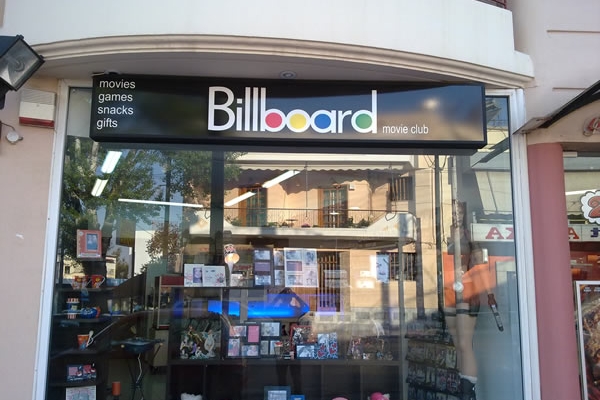 movies
games
snacks
gifts
Billboard
movie club